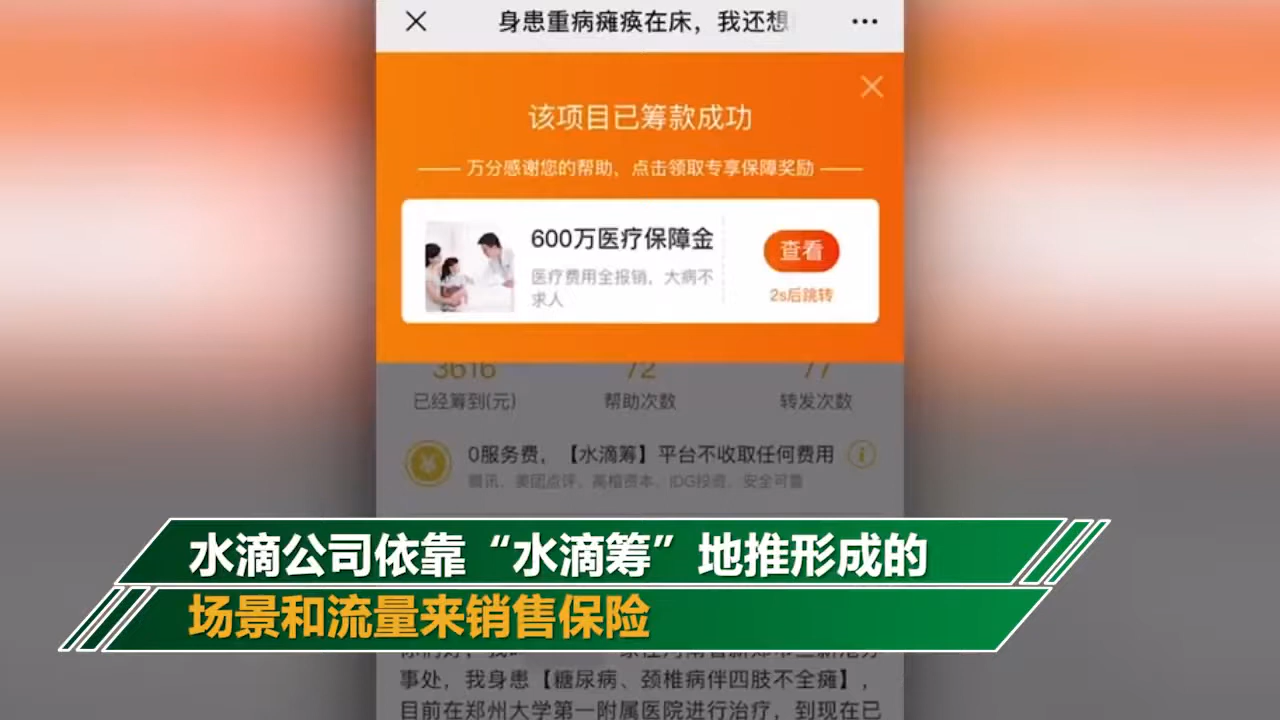 身患重病瘫痪在床，我还想
该项目已筹款成功
万分感谢您的帮助，点击领取专享保障奖励
600万医疗保障金
医疗费用全报销，大病不
求人
查看
2s后跳转
3616
72
77
已经筹到(元)
帮助次数
转发次数
0服务费，【水滴筹】平台不收取任何费用
腾讯、美团点评、高榕资本、IDG投资，安全可靠
水滴公司依靠“水滴筹”地推形成的
场景和流量来销售保险
事处，我身患【糖尿病、颈椎病伴四肢不全瘫】，
目前在郑州大学第一附属医院进行治疗，到现在已